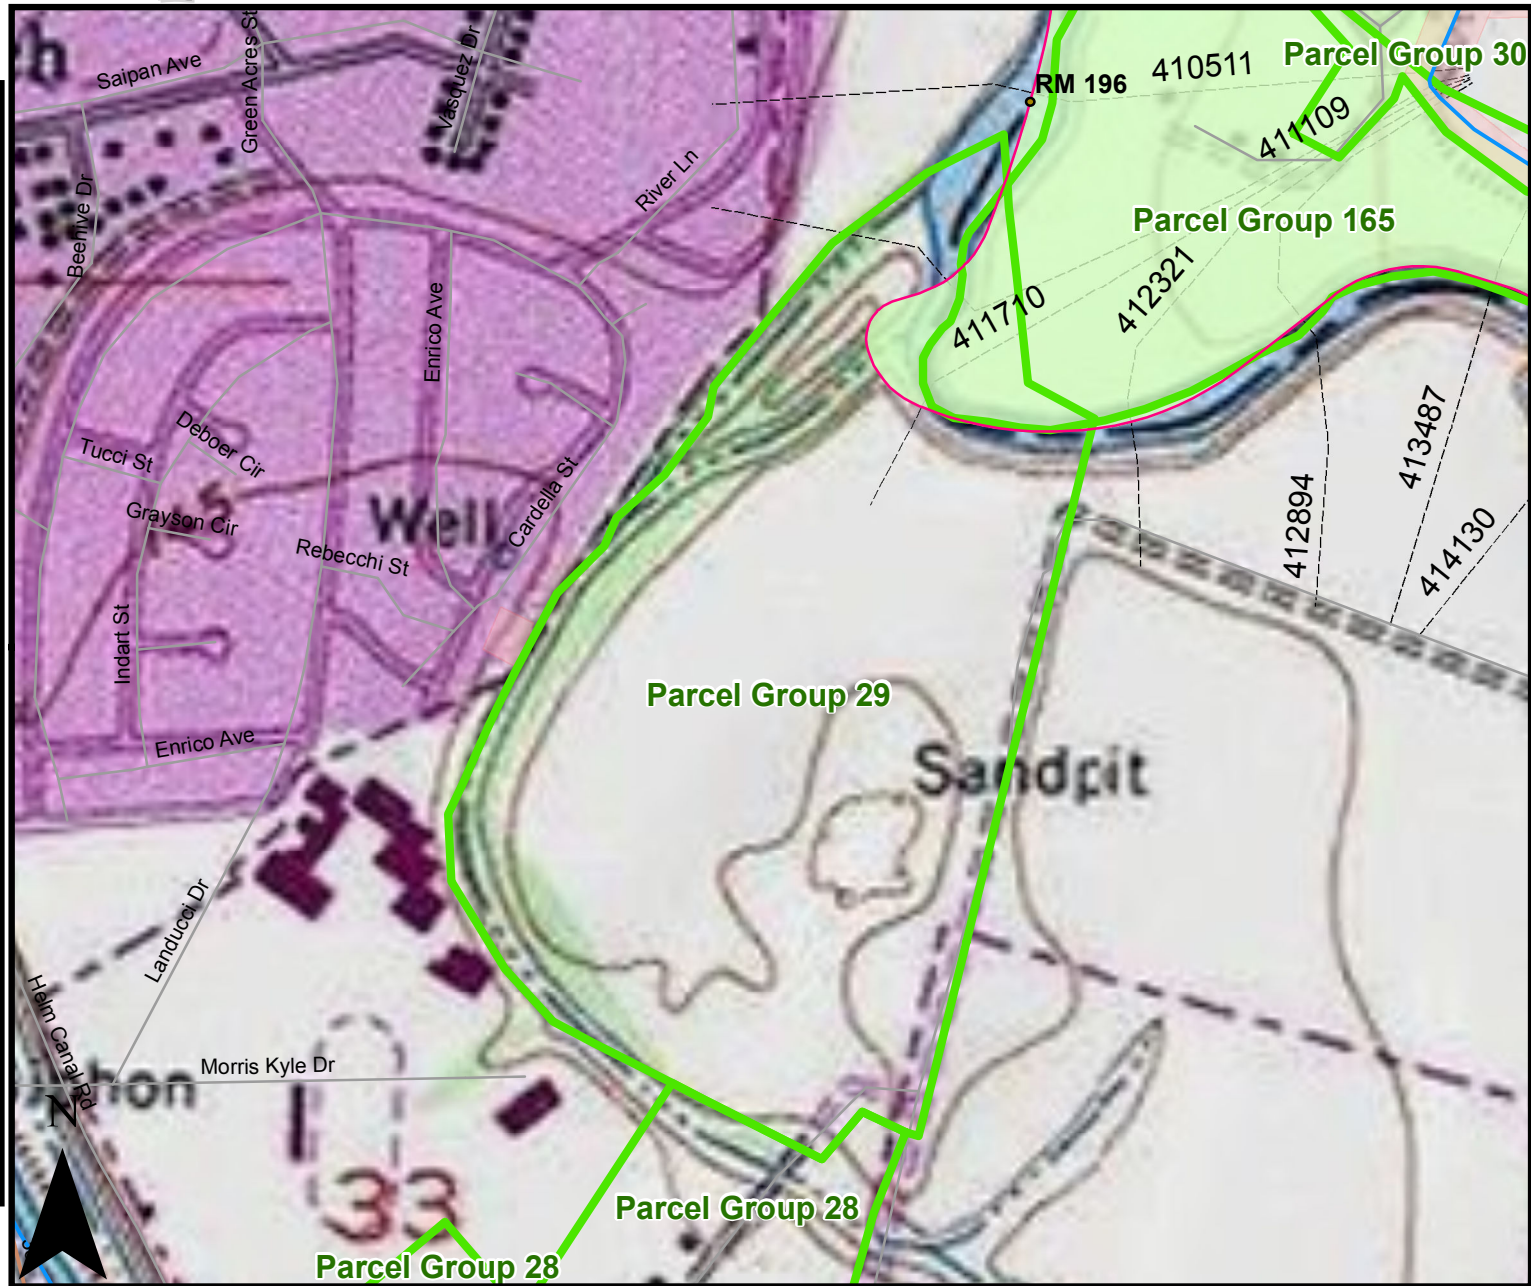 Saipan Ave
Green Acres St
Vasquez Dr
Beehive Dr
River Ln
RM 196
410511
Parcel Group 30
411109
Parcel Group 165
412321
411710
Enrico Ave
Deboer Cir
Tucci St
Grayson Cir
Well
Cardella St
Rebecchi St
Indart St
413487
412894
414130
Parcel Group 29
Enrico Ave
Sandpit
Landucci Dr
Helm Canal Rd
Morris Kyle Dr
N
33
Parcel Group 28
Parcel Group 28